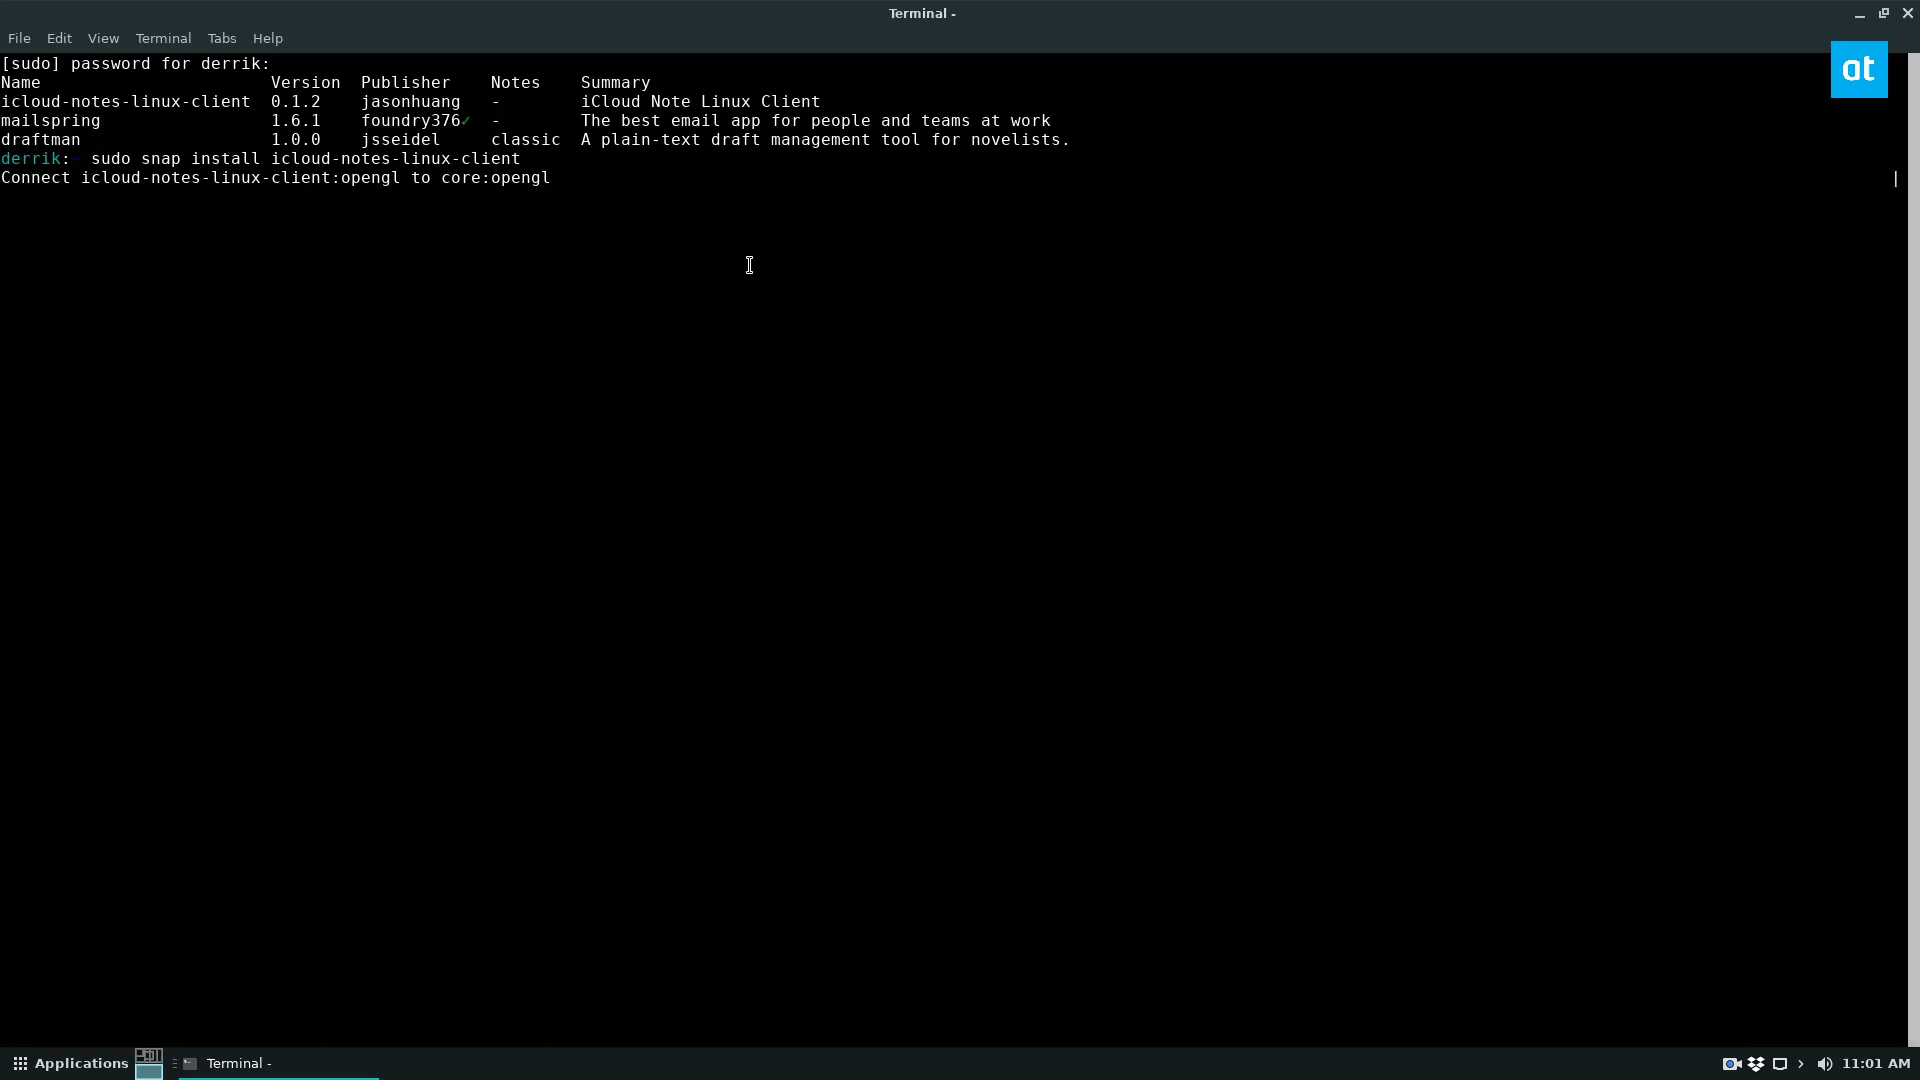 Terminal -
File Edit View Terminal Tabs Help
at
[sudo] password for derrik:
Name Version Publisher Notes Summary
icloud-notes-linux-client 0.1.2 jasonhuang - iCloud Note Linux Client
mailspring 1.6.1 foundry376✓ - The best email app for people and teams at work
draftman 1.0.0 jsseidel classic A plain-text draft management tool for novelists.
derrik:~ sudo snap install icloud-notes-linux-client
Connect icloud-notes-linux-client:opengl to core:opengl |
Applications Terminal - 11:01 AM